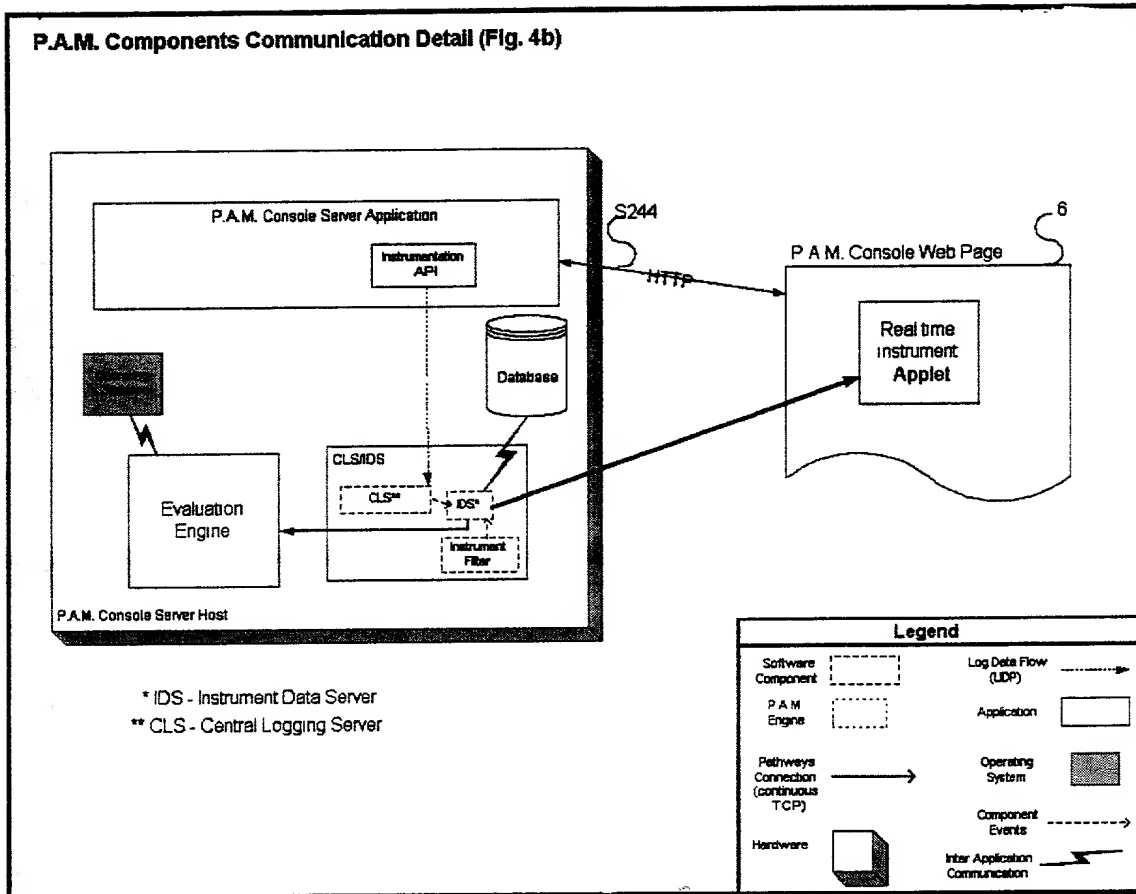 P.A.M. Components Communication Detail (Fig. 4b)
P.A.M. Console Server Application
Instrumentation
API
S244
HTTP
6
P A M. Console Web Page
Real time
instrument
Applet
Database
CLS/IDS
CLS**
IDS*
Instrument
Filter
Evaluation
Engine
P.A.M. Console Server Host
* IDS - Instrument Data Server
** CLS - Central Logging Server
Legend
Software
Component
Log Data Flow
(UDP)
P A M
Engine
Application
Pathways
Connection
(continuous
TCP)
Operating
System
Component
Events
Hardware
Inter Application
Communication